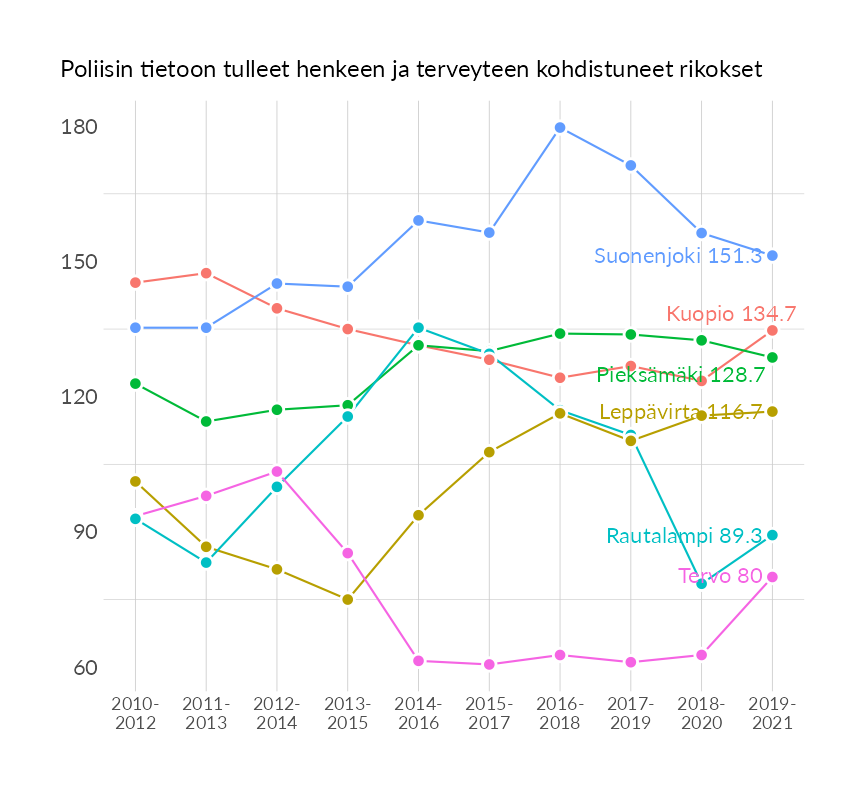 Poliisin tietoon tulleet henkeen ja terveyteen kohdistuneet rikokset
180
150
120
90
60
Suonenjoki 151.3
Kuopio 134.7
Pieksämäki 128.7
Leppävirta 116.7
Rautalampi 89.3
Tervo 80
2010- 2011- 2012- 2013- 2014- 2015- 2016- 2017- 2018- 2019-
2012 2013 2014 2015 2016 2017 2018 2019 2020 2021